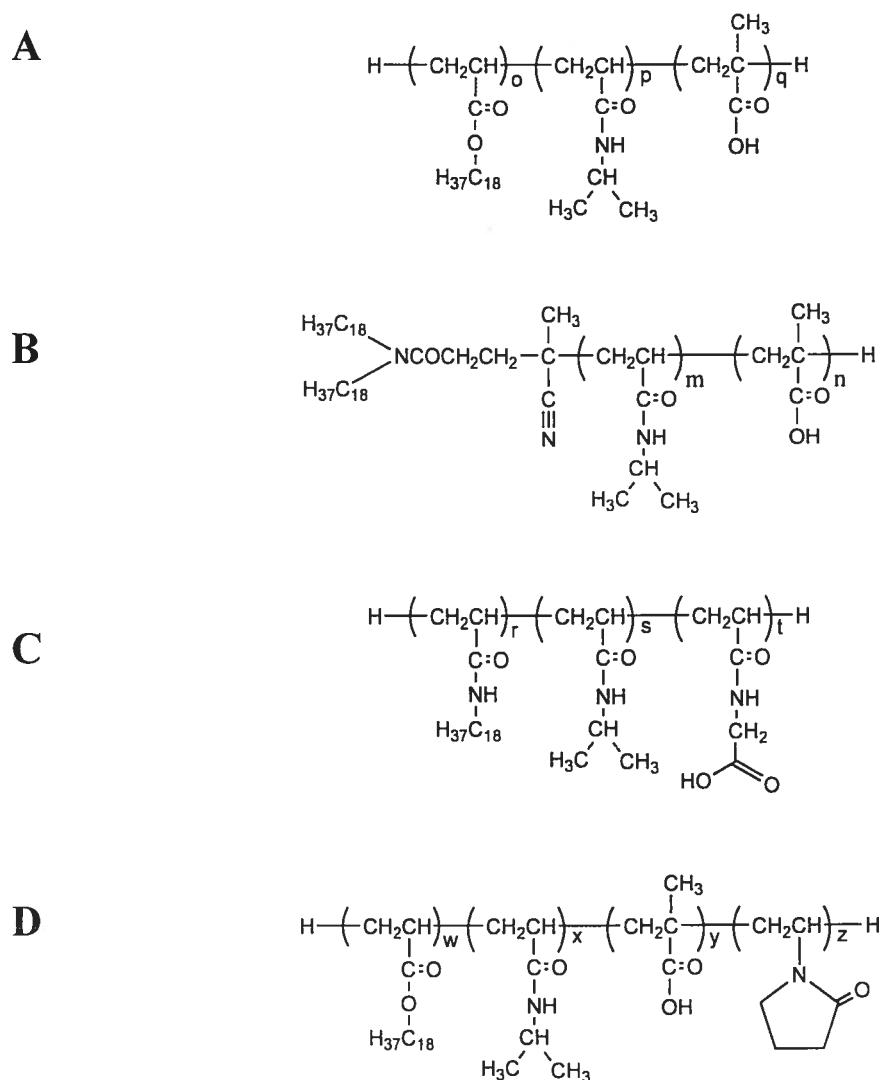 A
CH₃
H—(CH₂CH)o(CH₂CH)p(CH₂C)q—H
C=O C=O C=O
O NH OH
H₃₇C₁₈ CH
H₃C CH₃
B
H₃₇C₁₈ CH₃
NCOCH₂CH₂—C—(CH₂CH)m—(CH₂C)n—H
H₃₇C₁₈ C C=O C=O
N NH OH
CH
H₃C CH₃
C
H—(CH₂CH)r(CH₂CH)s(CH₂CH)t—H
C=O C=O C=O
NH NH NH
H₃₇C₁₈ CH CH₂
H₃C CH₃ HO O
D
CH₃
H—(CH₂CH)w(CH₂CH)x(CH₂C)y(CH₂CH)z—H
C=O C=O C=O N O
O NH OH
H₃₇C₁₈ CH
H₃C CH₃